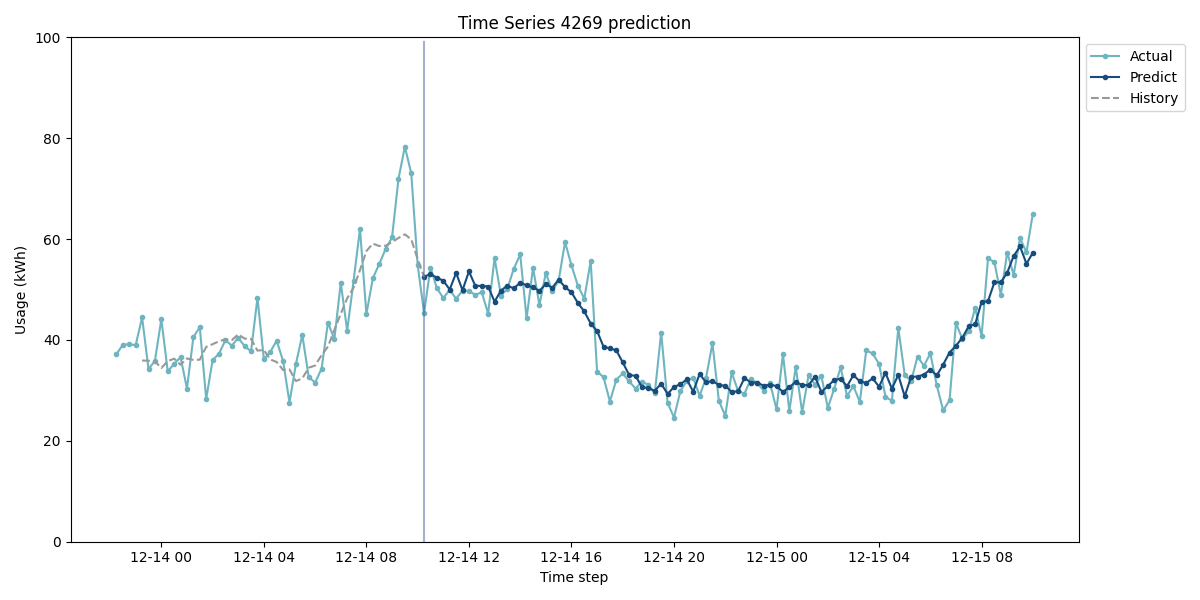 Time Series 4269 prediction
100
80
60
40
20
0
Usage (kWh)
12-14 00
12-14 04
12-14 08
12-14 12
12-14 16
12-14 20
12-15 00
12-15 04
12-15 08
Time step
Actual
Predict
History